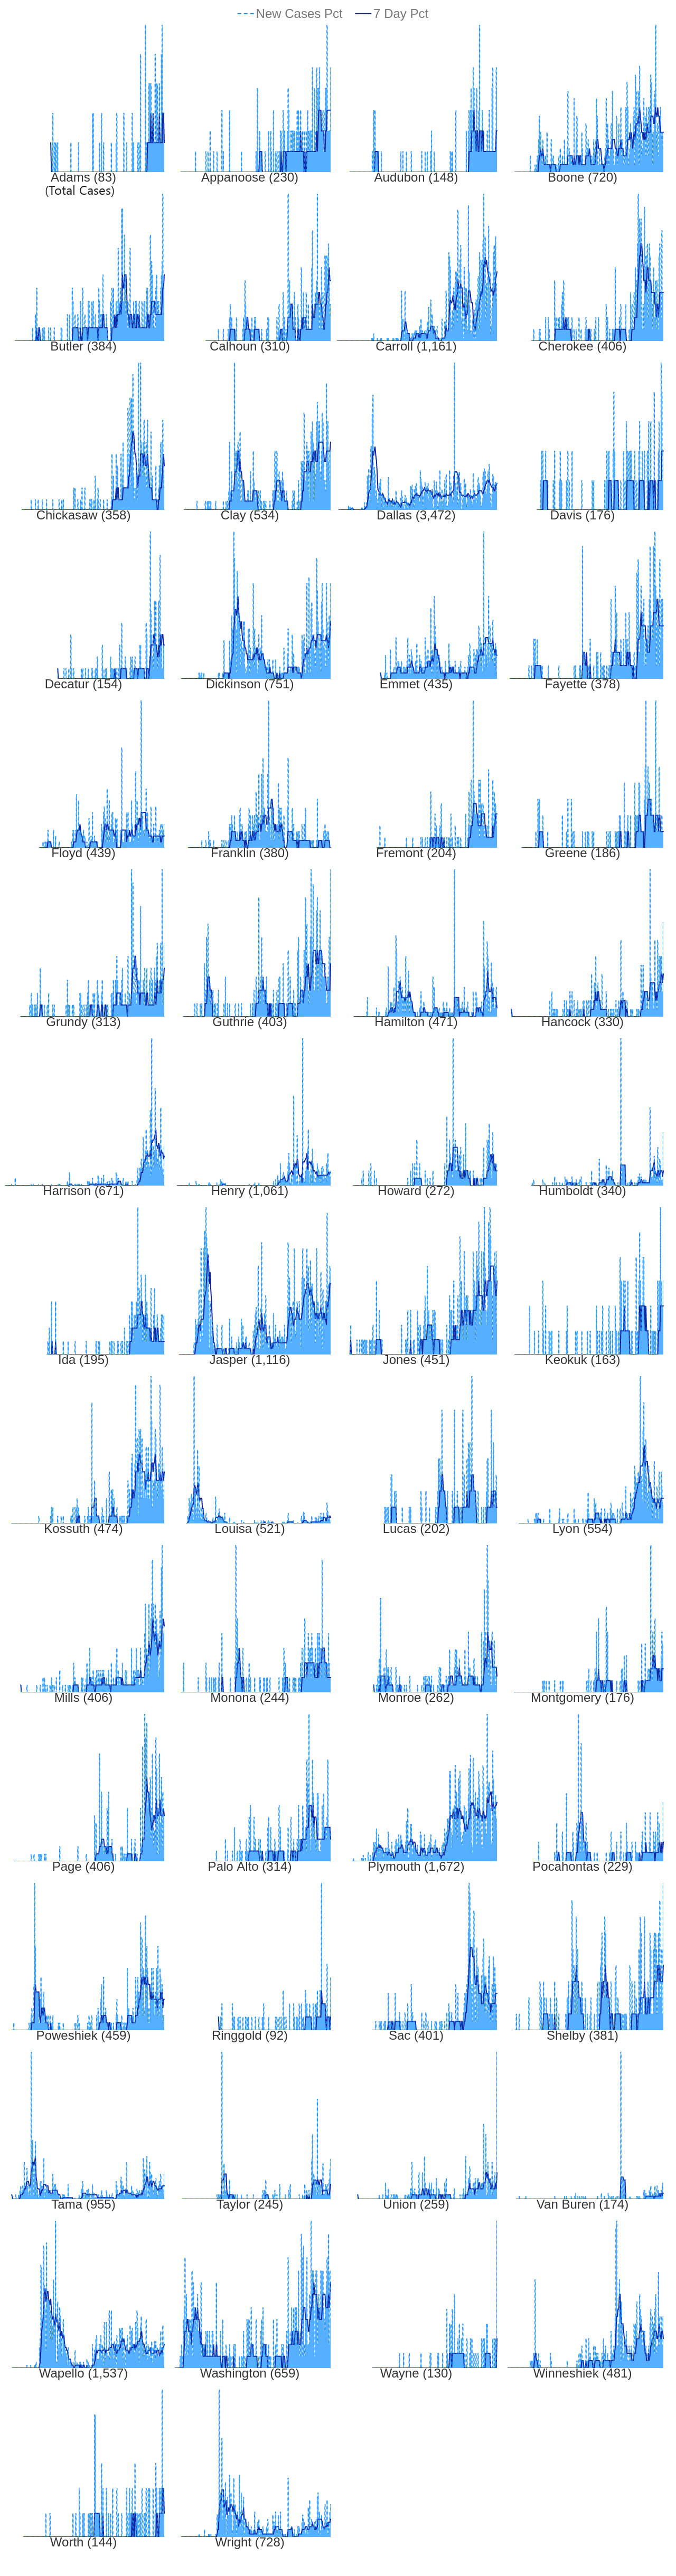 New Cases Pct 7 Day Pct
Adams (83) Appanoose (230) Audubon (148) Boone (720)
(Total Cases)
Butler (384) Calhoun (310) Carroll (1,161) Cherokee (406)
Chickasaw (358) Clay (534) Dallas (3,472) Davis (176)
Decatur (154) Dickinson (751) Emmet (435) Fayette (378)
Floyd (439) Franklin (380) Fremont (204) Greene (186)
Grundy (313) Guthrie (403) Hamilton (471) Hancock (330)
Harrison (671) Henry (1,061) Howard (272) Humboldt (340)
Ida (195) Jasper (1,116) Jones (451) Keokuk (163)
Kossuth (474) Louisa (521) Lucas (202) Lyon (554)
Mills (406) Monona (244) Monroe (262) Montgomery (176)
Page (406) Palo Alto (314) Plymouth (1,672) Pocahontas (229)
Poweshiek (459) Ringgold (92) Sac (401) Shelby (381)
Tama (955) Taylor (245) Union (259) Van Buren (174)
Wapello (1,537) Washington (659) Wayne (130) Winneshiek (481)
Worth (144) Wright (728)